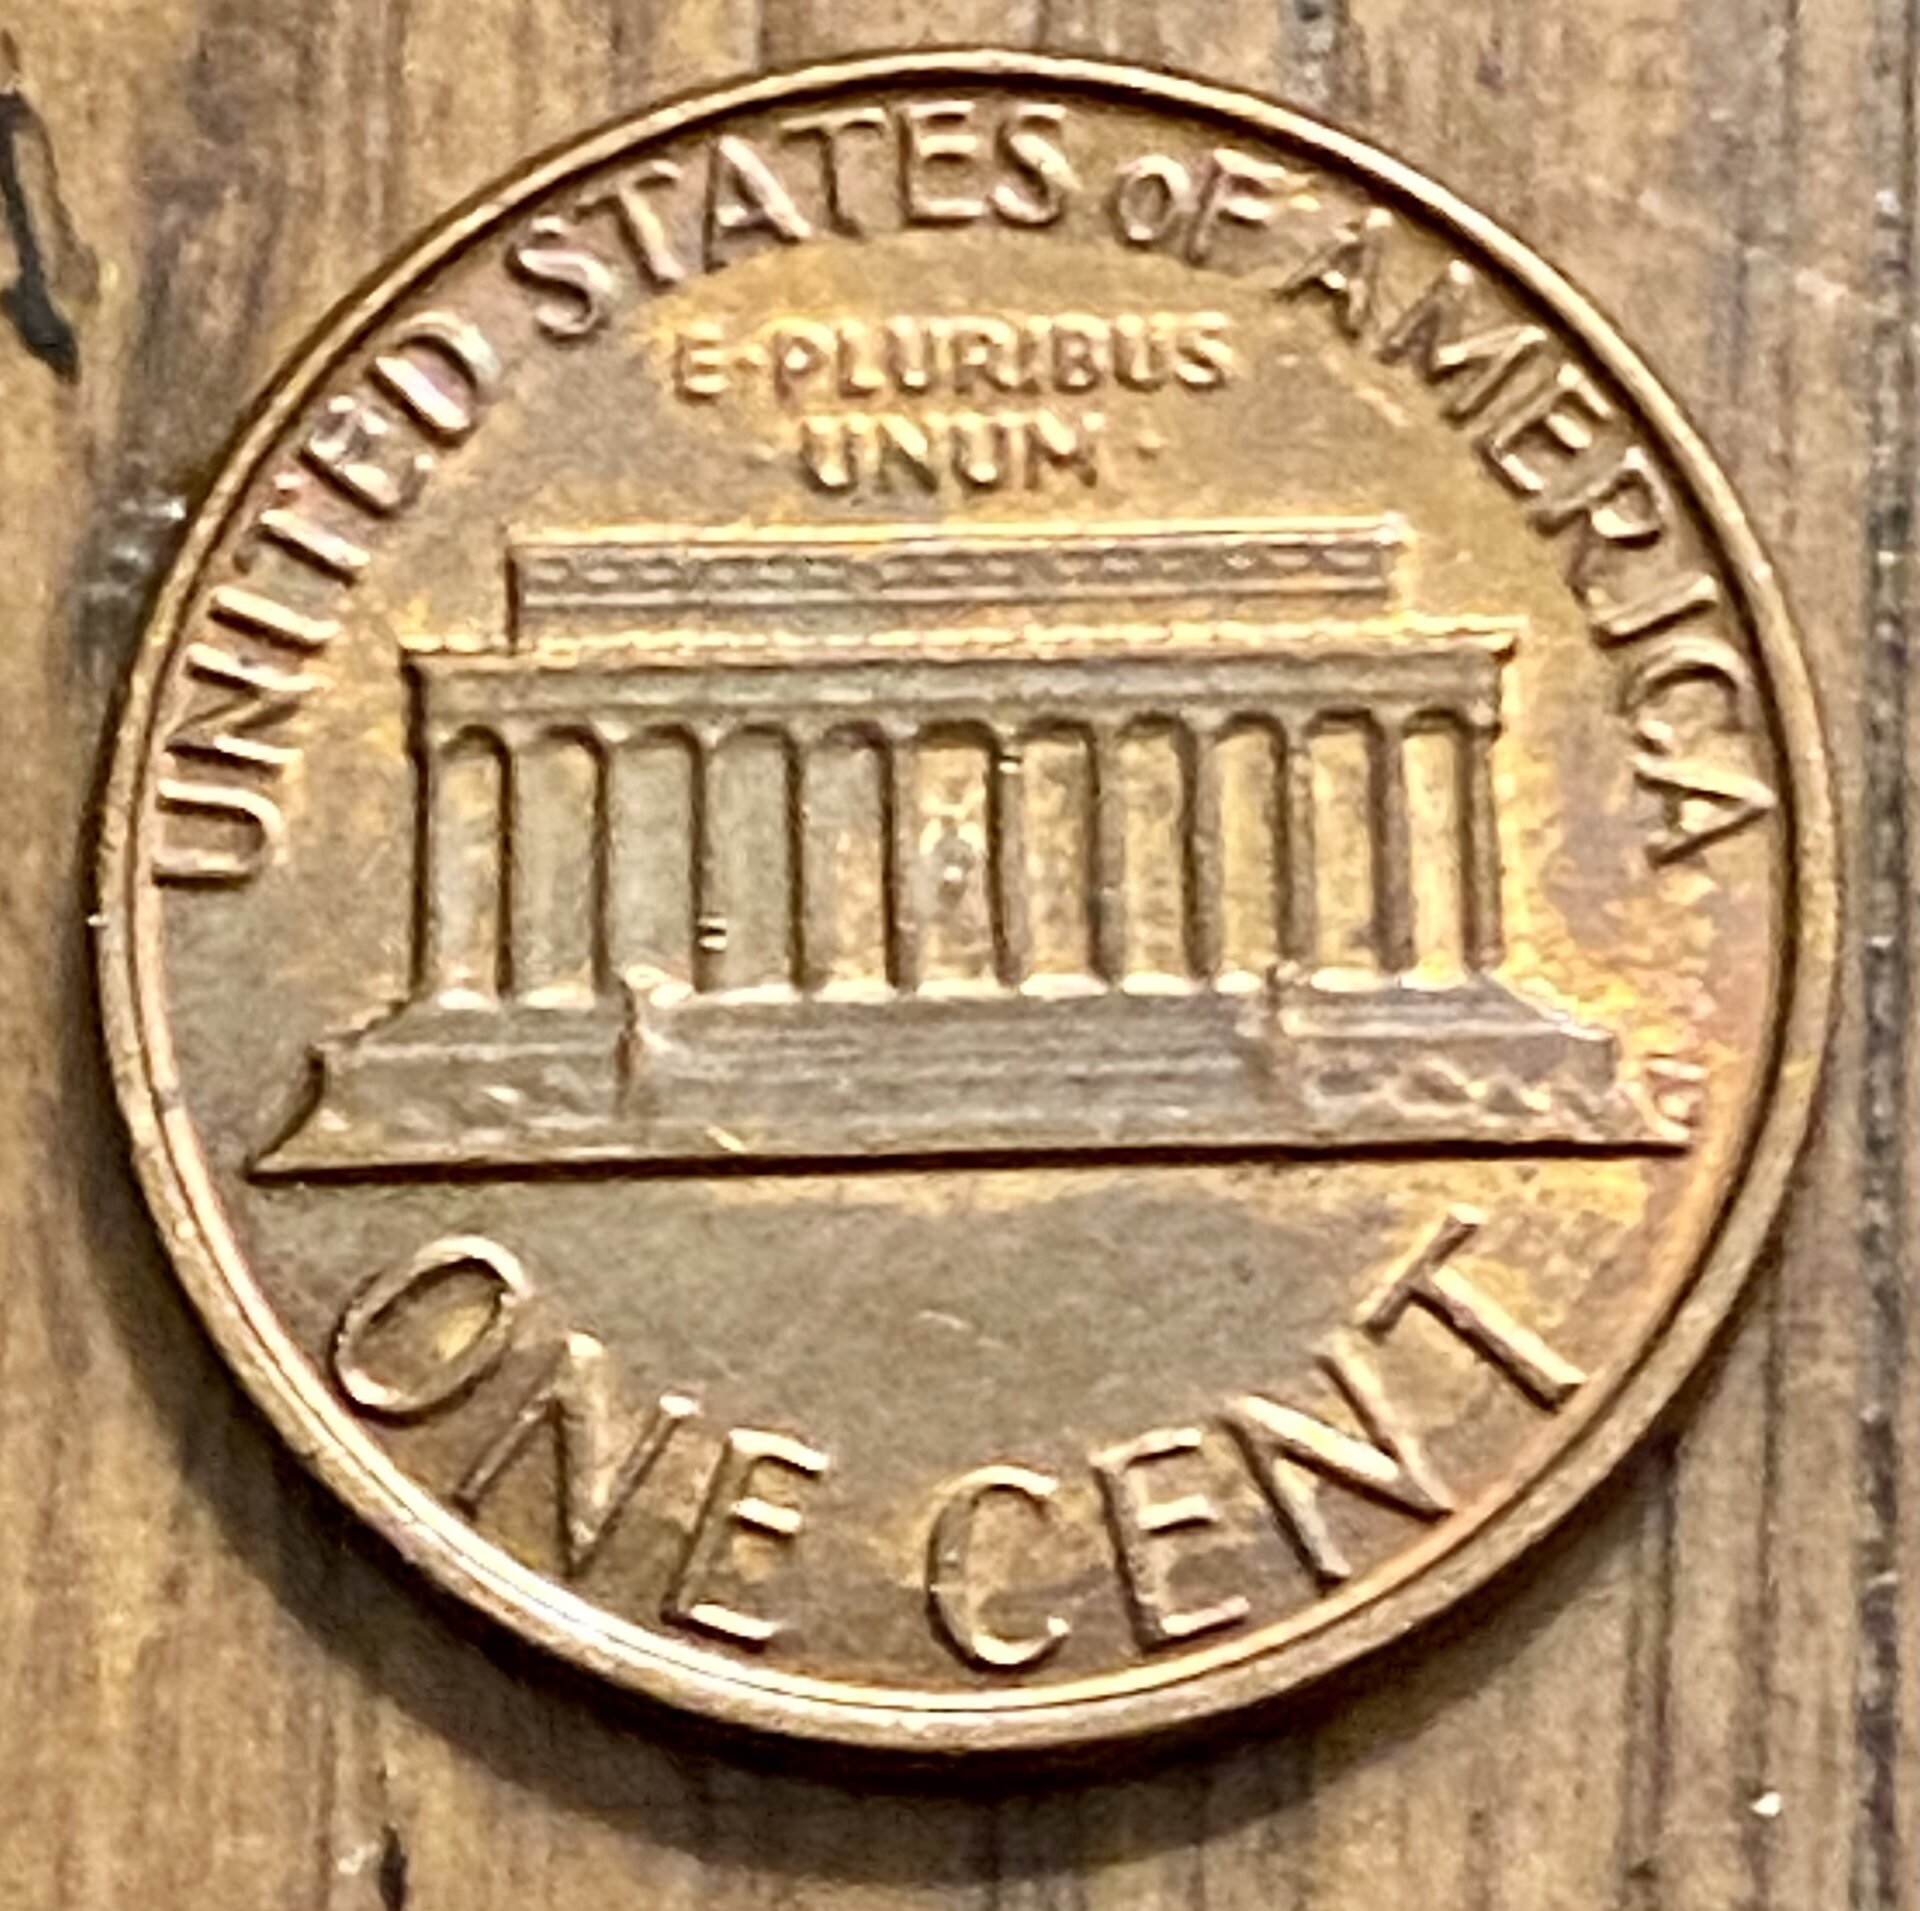 UNITED STATES OF AMERICA
E·PLURIBUS
·UNUM·
ONE CENT